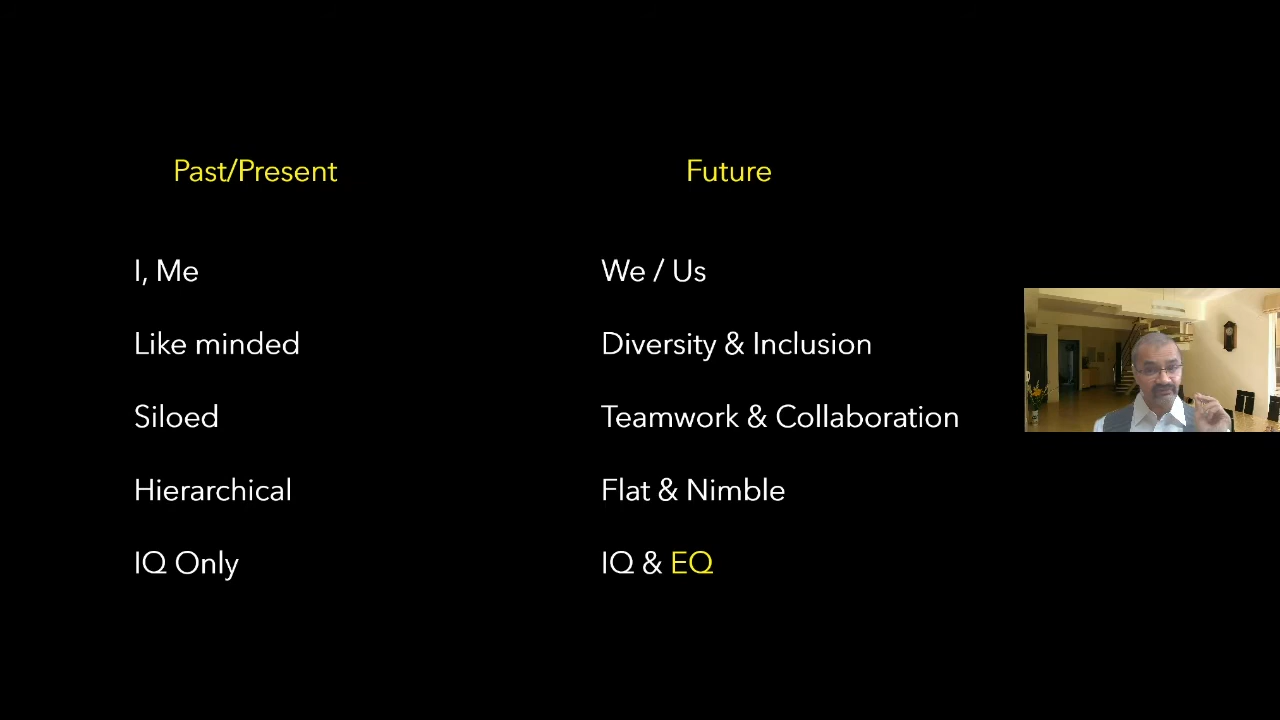 Past/Present
Future
I, Me
We / Us
Like minded
Diversity & Inclusion
Siloed
Teamwork & Collaboration
Hierarchical
Flat & Nimble
IQ Only
IQ & EQ